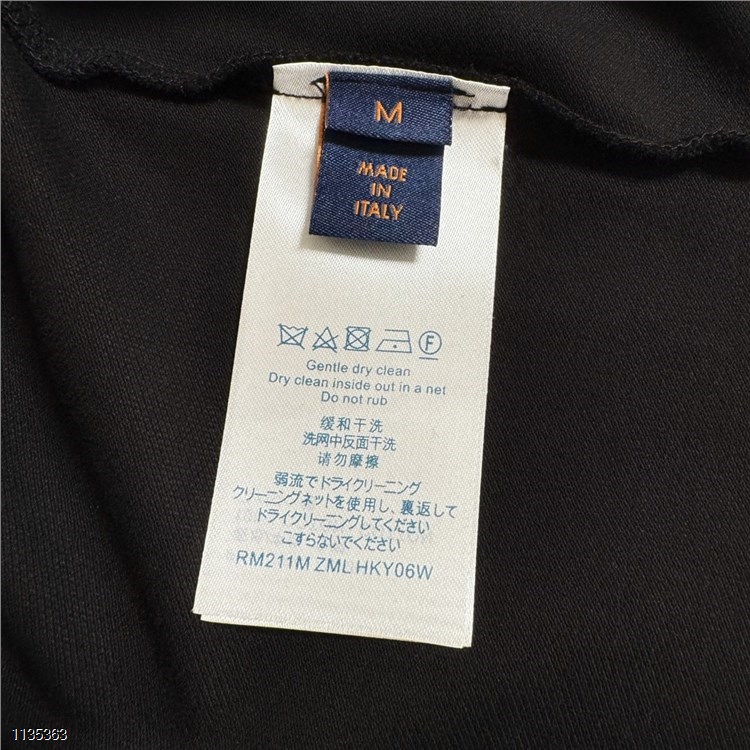 M
MADE
IN
ITALY
F
Gentle dry clean
Dry clean inside out in a net
Do not rub
缓和干洗
洗网中反面干洗
请勿摩擦
弱流でドライクリーニング
クリーニングネットを使用し、裏返して
ドライクリーニングしてください
こすらないでください
RM211M ZML HKY06W
1135363